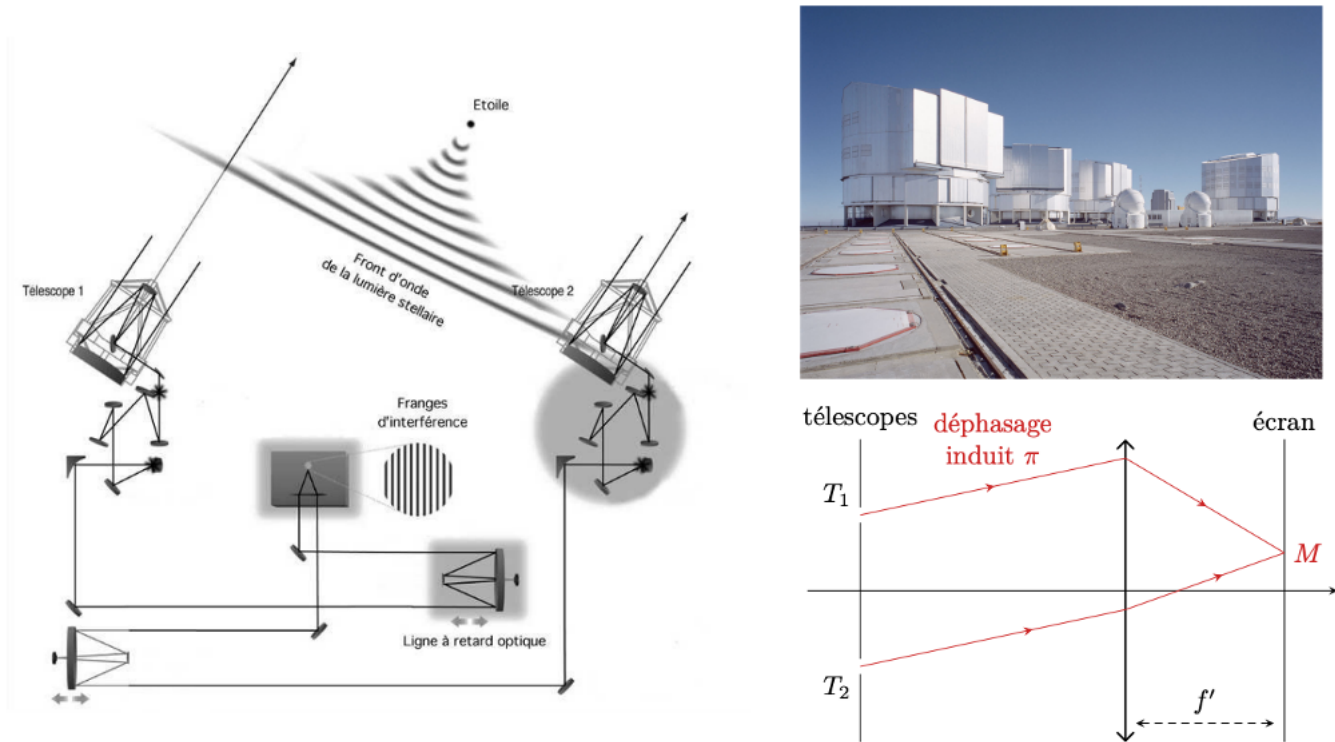 Etoile
Front d'onde
de la lumière stellaire
Télescope 1
Télescope 2
Franges
d'interférence
Ligne à retard optique
télescopes
déphasage
induit π
écran
T₁
M
T₂
f'